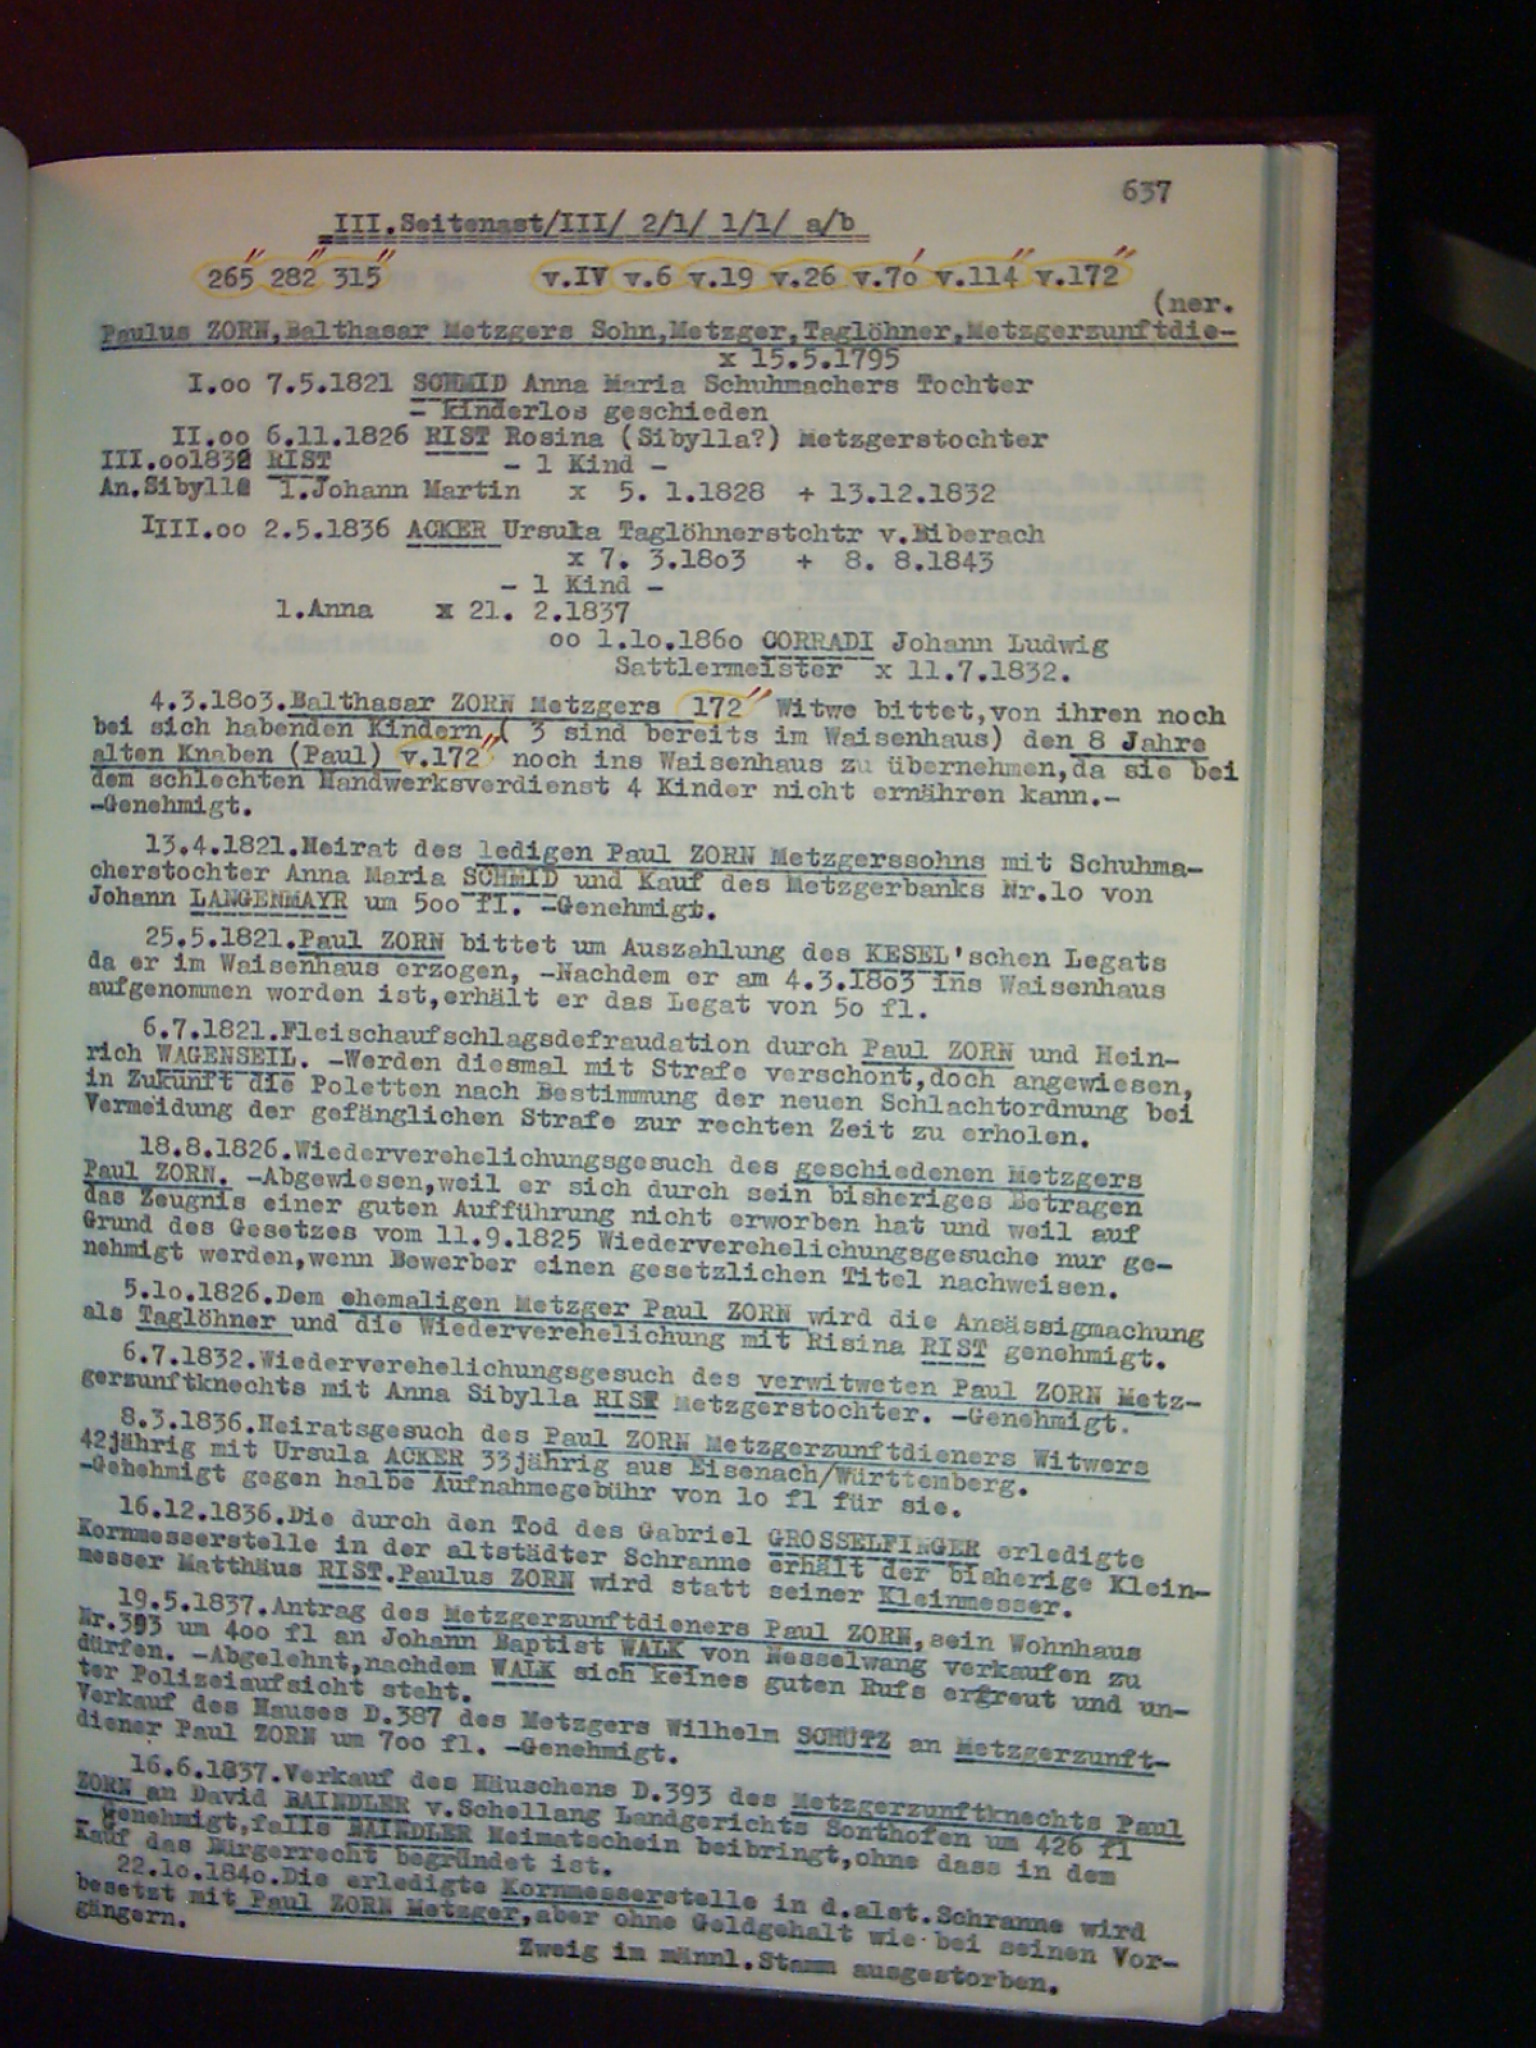 637
III.Seitenast/III/ 2/1/ 1/1/ a/b
265" 282" 315" v.IV v.6 v.19 v.26 v.7o' v.114" v.172"
(ner.
Paulus ZORN,Balthasar Metzgers Sohn,Metzger,Taglöhner,Metzgerzunftdie-
x 15.5.1795
I.oo 7.5.1821 SCHMID Anna Maria Schuhmachers Tochter
- kinderlos geschieden
II.oo 6.11.1826 RIST Rosina (Sibylla?) Metzgerstochter
III.oo1832 RIST - 1 Kind -
An.Sibylle 1.Johann Martin x 5. 1.1828 + 13.12.1832
IIII.oo 2.5.1836 ACKER Ursula Taglöhnerstchtr v.Biberach
x 7. 3.18o3 + 8. 8.1843
- 1 Kind -
1.Anna x 21. 2.1837
oo 1.1o.186o CORRADI Johann Ludwig
Sattlermeister x 11.7.1832.
4.3.18o3.Balthasar ZORN Metzgers 172" Witwe bittet,von ihren noch
bei sich habenden Kindern,( 3 sind bereits im Waisenhaus) den 8 Jahre
alten Knaben (Paul) v.172" noch ins Waisenhaus zu übernehmen,da sie bei
dem schlechten Handwerksverdienst 4 Kinder nicht ernähren kann.-
-Genehmigt.
13.4.1821.Heirat des ledigen Paul ZORN Metzgerssohns mit Schuhma-
cherstochter Anna Maria SCHMID und Kauf des Metzgerbanks Nr.1o von
Johann LANGENMAYR um 5oo fl. -Genehmigt.
25.5.1821.Paul ZORN bittet um Auszahlung des KESEL'schen Legats
da er im Waisenhaus erzogen, -Nachdem er am 4.3.18o3 ins Waisenhaus
aufgenommen worden ist,erhält er das Legat von 5o fl.
6.7.1821.Fleischaufschlagsdefraudation durch Paul ZORN und Hein-
rich WAGENSEIL. -Werden diesmal mit Strafe verschont,doch angewiesen,
in Zukunft die Poletten nach Bestimmung der neuen Schlachtordnung bei
Vermeidung der gefänglichen Strafe zur rechten Zeit zu erholen.
18.8.1826.Wiederverehelichungsgesuch des geschiedenen Metzgers
Paul ZORN. -Abgewiesen,weil er sich durch sein bisheriges Betragen
das Zeugnis einer guten Aufführung nicht erworben hat und weil auf
Grund des Gesetzes vom 11.9.1825 Wiederverehelichungsgesuche nur ge-
nehmigt werden,wenn Bewerber einen gesetzlichen Titel nachweisen.
5.1o.1826.Dem ehemaligen Metzger Paul ZORN wird die Ansässigmachung
als Taglöhner und die Wiederverehelichung mit Risina RIST genehmigt.
6.7.1832.Wiederverehelichungsgesuch des verwitweten Paul ZORN Metz-
gerzunftknechts mit Anna Sibylla RIST Metzgerstochter. -Genehmigt.
8.3.1836.Heiratsgesuch des Paul ZORN Metzgerzunftdieners Witwers
42jährig mit Ursula ACKER 33jährig aus Eisenach/Württemberg.
-Genehmigt gegen halbe Aufnahmegebühr von 1o fl für sie.
16.12.1836.Die durch den Tod des Gabriel GROSSELFINGER erledigte
Kornmesserstelle in der altstädter Schranne erhält der bisherige Klein-
messer Matthäus RIST.Paulus ZORN wird statt seiner Kleinmesser.
19.5.1837.Antrag des Metzgerzunftdieners Paul ZORN,sein Wohnhaus
Nr.393 um 4oo fl an Johann Baptist WALK von Nesselwang verkaufen zu
dürfen. -Abgelehnt,nachdem WALK sich keines guten Rufs erfreut und un-
ter Polizeiaufsicht steht.
Verkauf des Hauses D.387 des Metzgers Wilhelm SCHÜTZ an Metzgerzunft-
diener Paul ZORN um 7oo fl. -Genehmigt.
16.6.1837.Verkauf des Häuschens D.393 des Metzgerzunftknechts Paul
ZORN an David BAINDLER v.Schellang Landgerichts Sonthofen um 426 fl
- Genehmigt,falls BAINDLER Heimatschein beibringt,ohne dass in dem
Kauf das Bürgerrecht begründet ist.
22.1o.184o.Die erledigte Kornmesserstelle in d.alst.Schranne wird
besetzt mit Paul ZORN Metzger,aber ohne Geldgehalt wie bei seinen Vor-
gängern.
Zweig im männl.Stamm ausgestorben.